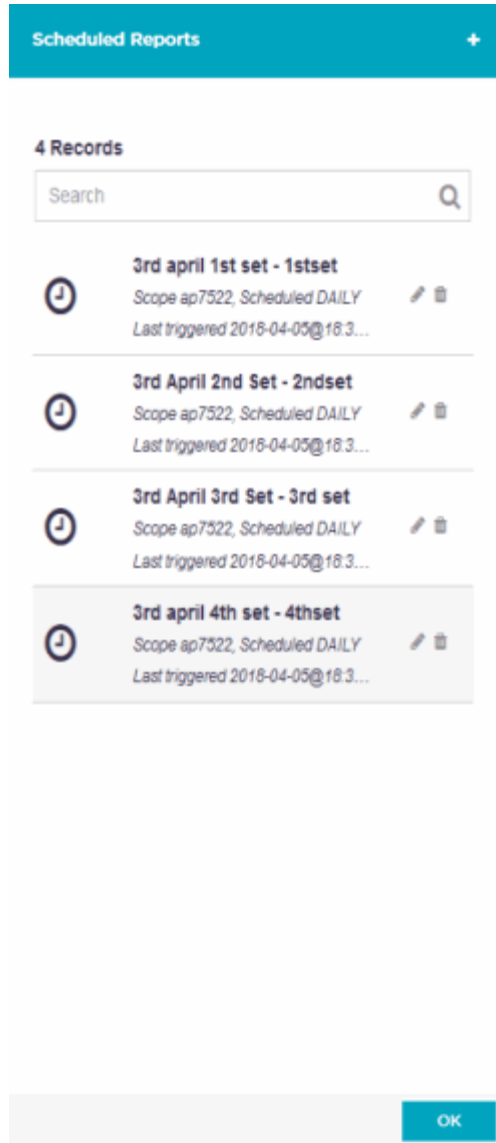 Scheduled Reports +
4 Records
Search
3rd april 1st set - 1stset
Scope ap7522, Scheduled DAILY
Last triggered 2018-04-05@18:3...
3rd April 2nd Set - 2ndset
Scope ap7522, Scheduled DAILY
Last triggered 2018-04-05@18:3...
3rd April 3rd Set - 3rd set
Scope ap7522, Scheduled DAILY
Last triggered 2018-04-05@18:3...
3rd april 4th set - 4thset
Scope ap7522, Scheduled DAILY
Last triggered 2018-04-05@18:3...
OK